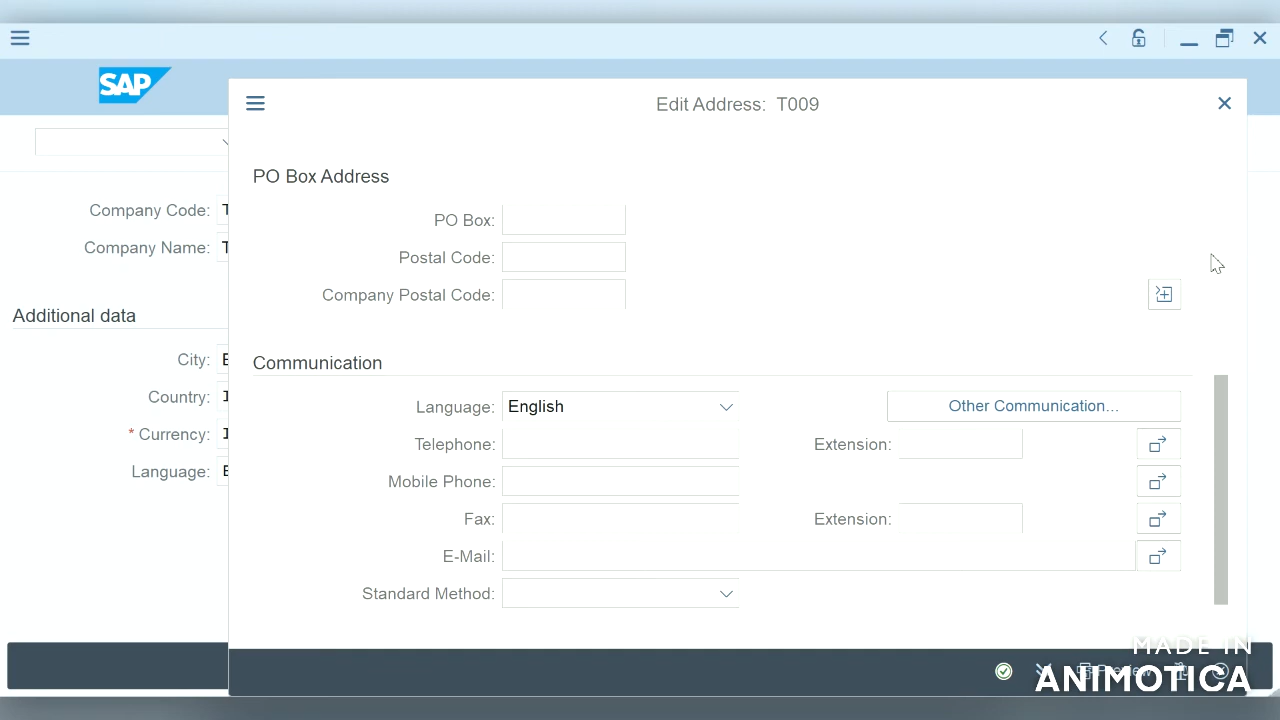 SAP
Edit Address: T009
PO Box Address
PO Box:
Company Code: T
Company Name: T
Postal Code:
Company Postal Code:
Additional data
Communication
City:
Country:
* Currency:
Language:
Language: English
Other Communication...
Telephone:
Extension:
Mobile Phone:
Fax:
Extension:
E-Mail:
Standard Method:
MADE IN
ANIMOTICA